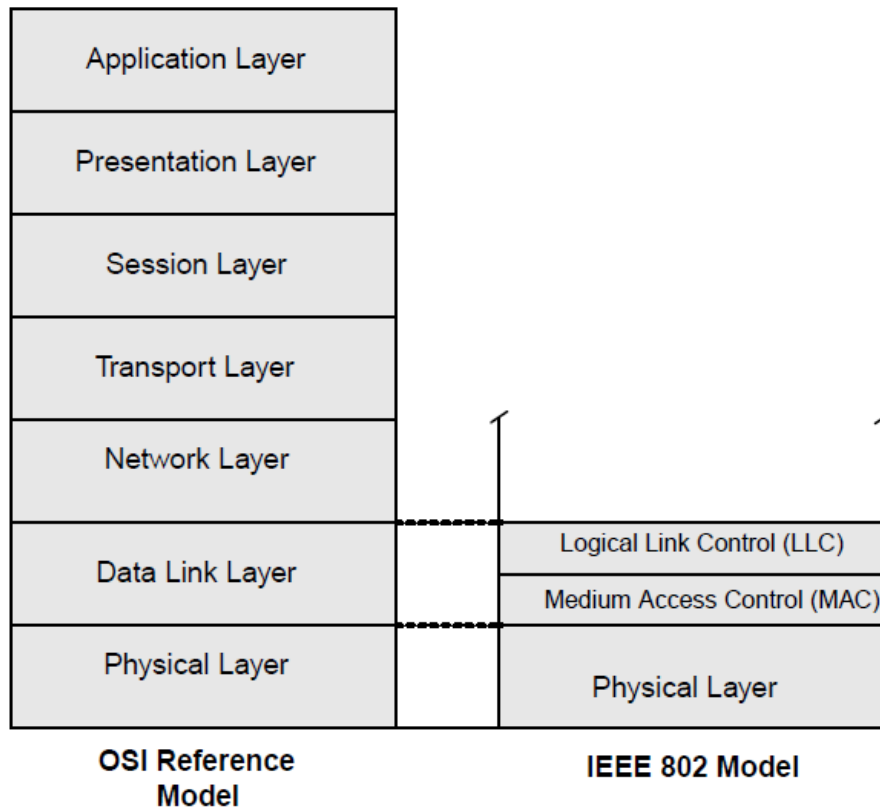 Application Layer
Presentation Layer
Session Layer
Transport Layer
Network Layer
Data Link Layer
Physical Layer
OSI Reference
Model
Logical Link Control (LLC)
Medium Access Control (MAC)
Physical Layer
IEEE 802 Model